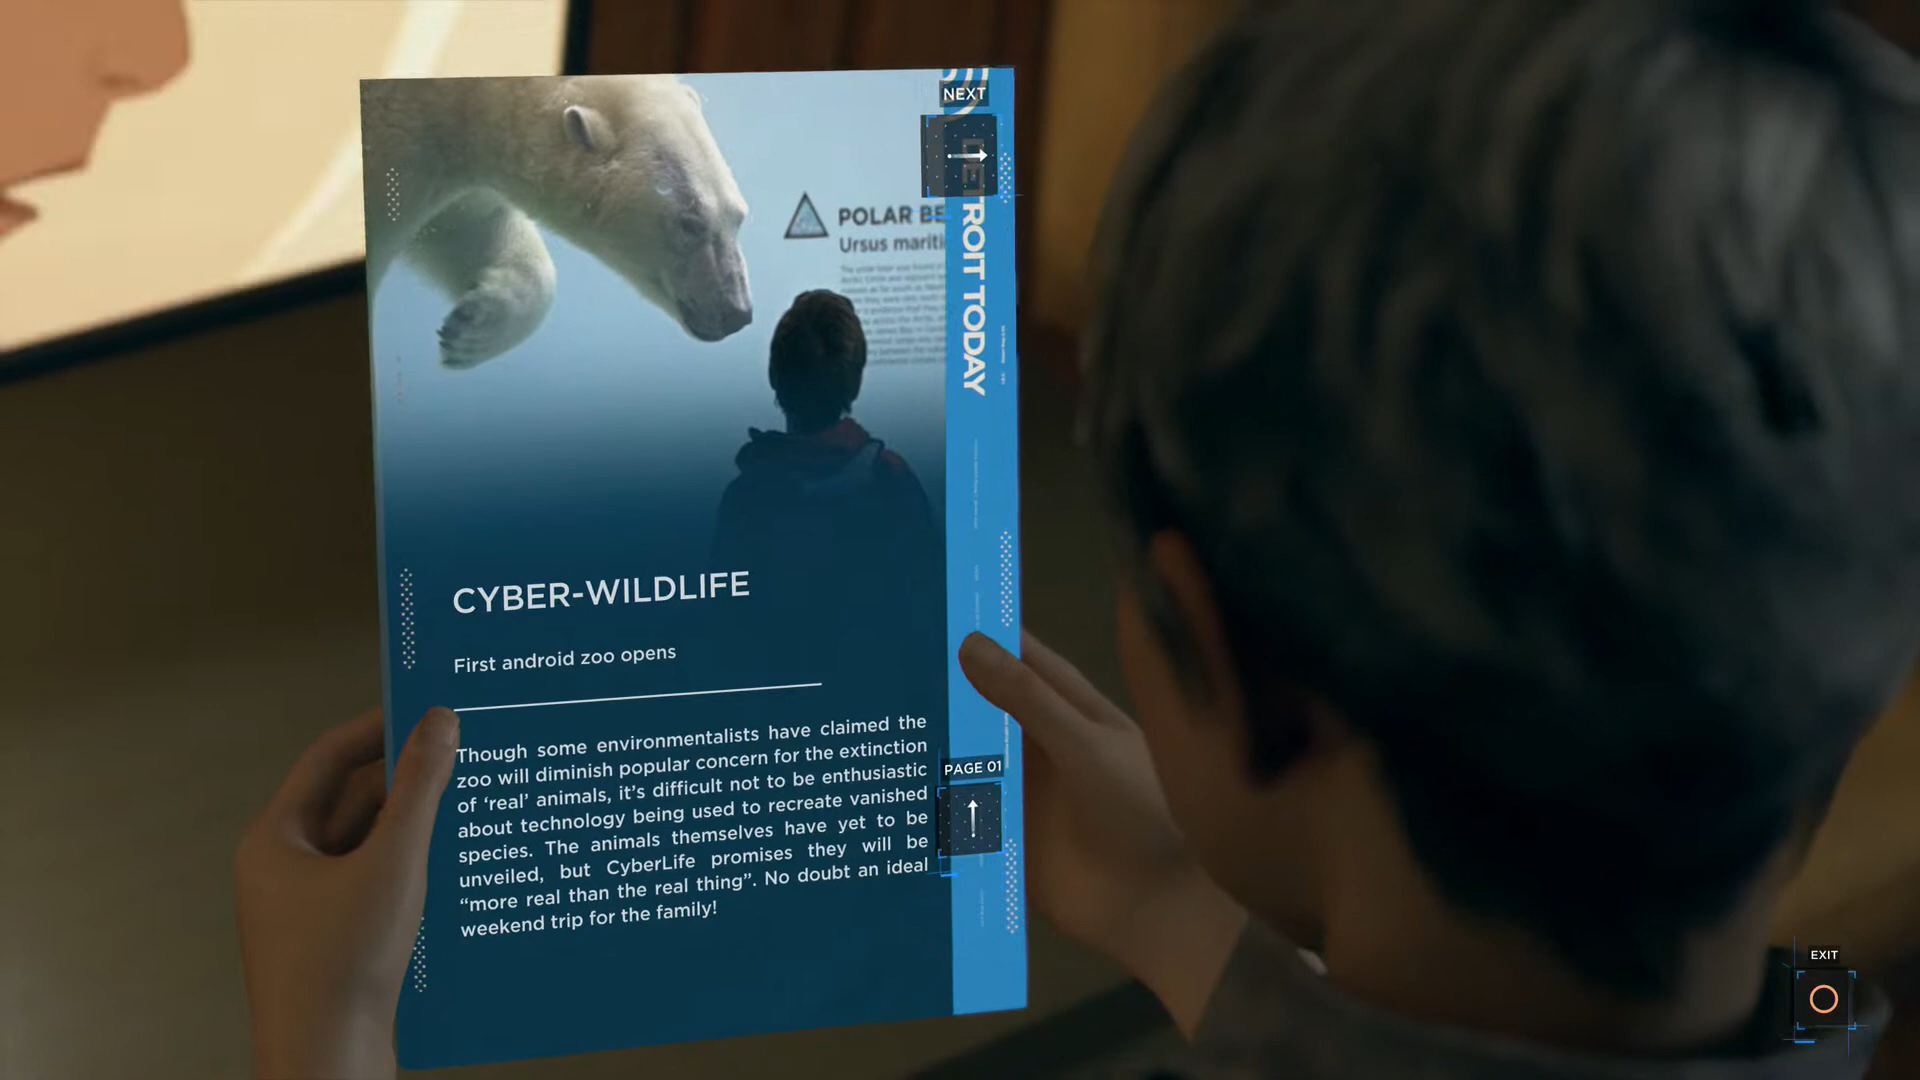 NEXT
POLAR BE
Ursus mariti
DETROIT TODAY
CYBER-WILDLIFE
First android zoo opens
Though some environmentalists have claimed the
zoo will diminish popular concern for the extinction
of ‘real’ animals, it’s difficult not to be enthusiastic
about technology being used to recreate vanished
species. The animals themselves have yet to be
unveiled, but CyberLife promises they will be
“more real than the real thing”. No doubt an ideal
weekend trip for the family!
PAGE 01
EXIT